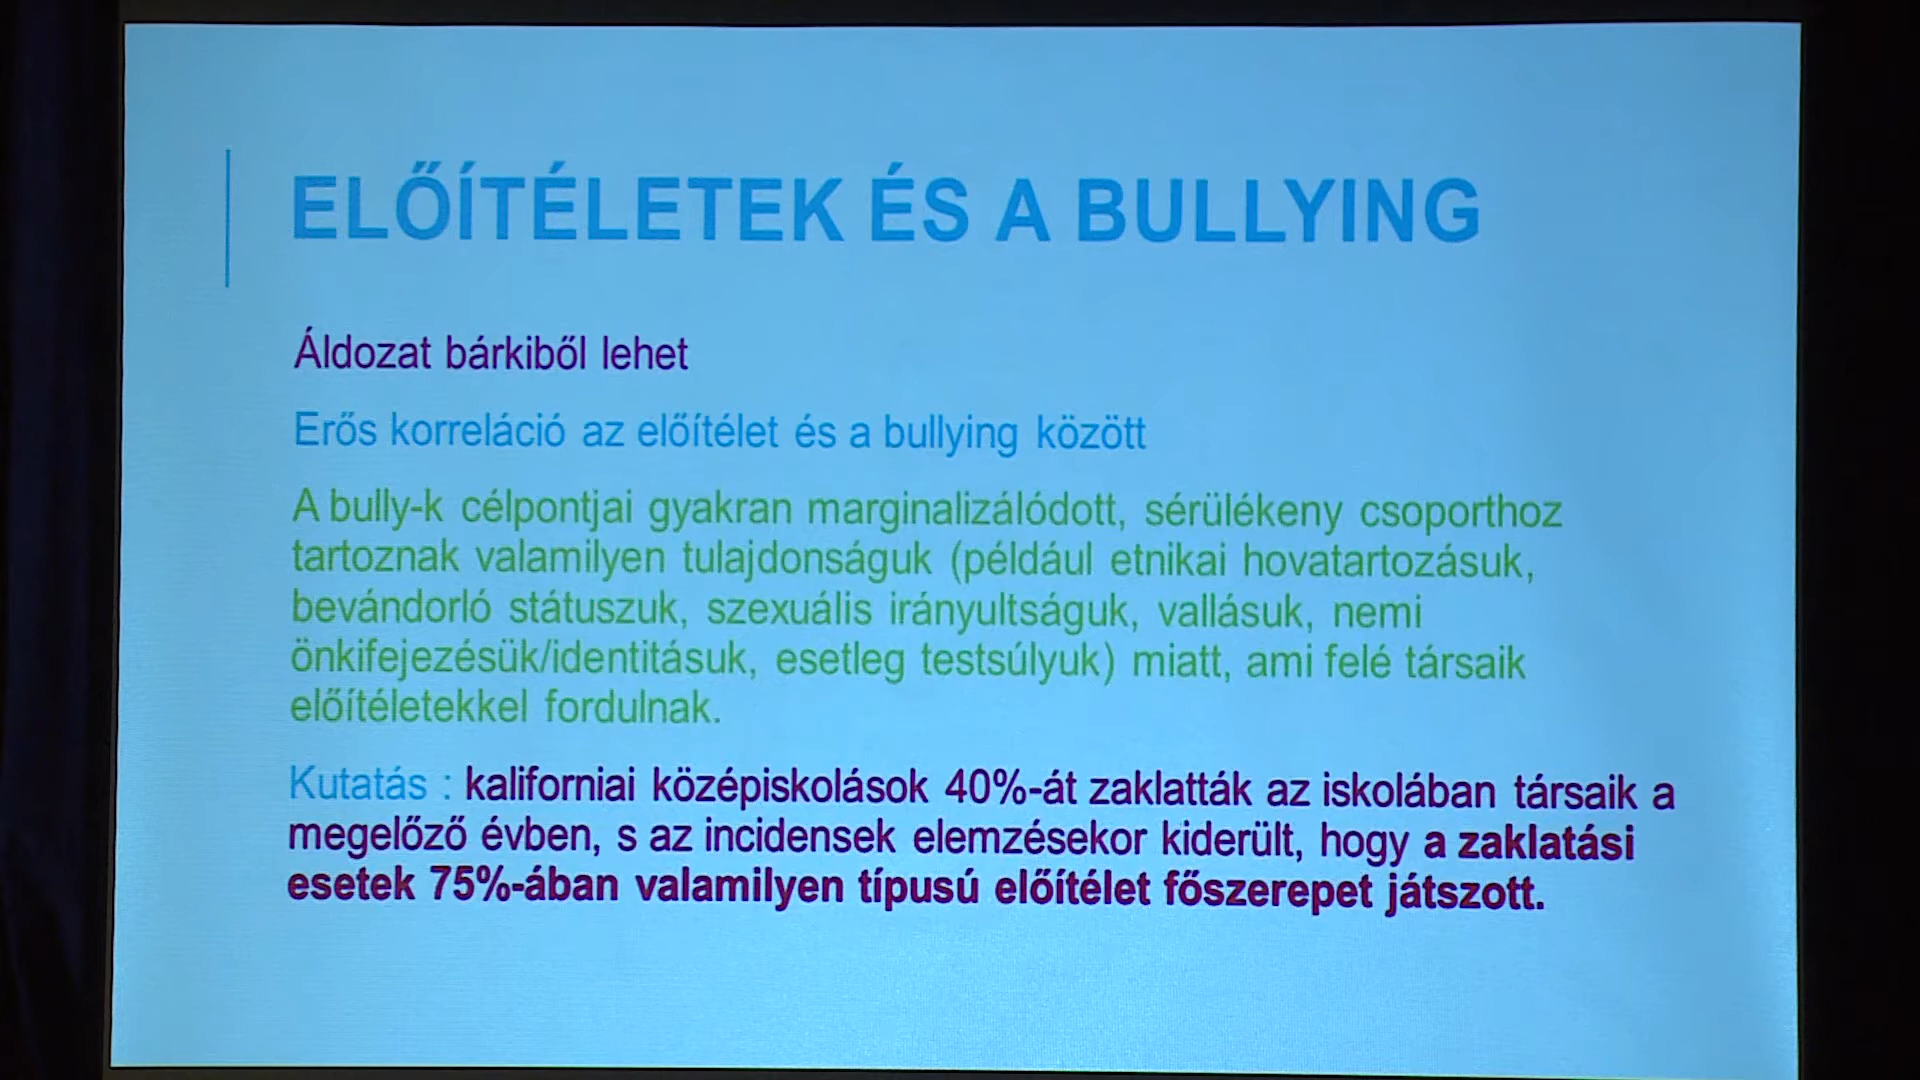 ELŐÍTÉLETEK ÉS A BULLYING
Áldozat bárkiből lehet
Erős korreláció az előítélet és a bullying között
A bully-k célpontjai gyakran marginalizálódott, sérülékeny csoporthoz
tartoznak valamilyen tulajdonságuk (például etnikai hovatartozásuk,
bevándorló státuszuk, szexuális irányultságuk, vallásuk, nemi
önkifejezésük/identitásuk, esetleg testsúlyuk) miatt, ami felé társaik
előítéletekkel fordulnak.
Kutatás : kaliforniai középiskolások 40%-át zaklatták az iskolában társaik a
megelőző évben, s az incidensek elemzésekor kiderült, hogy a zaklatási
esetek 75%-ában valamilyen típusú előítélet főszerepet játszott.